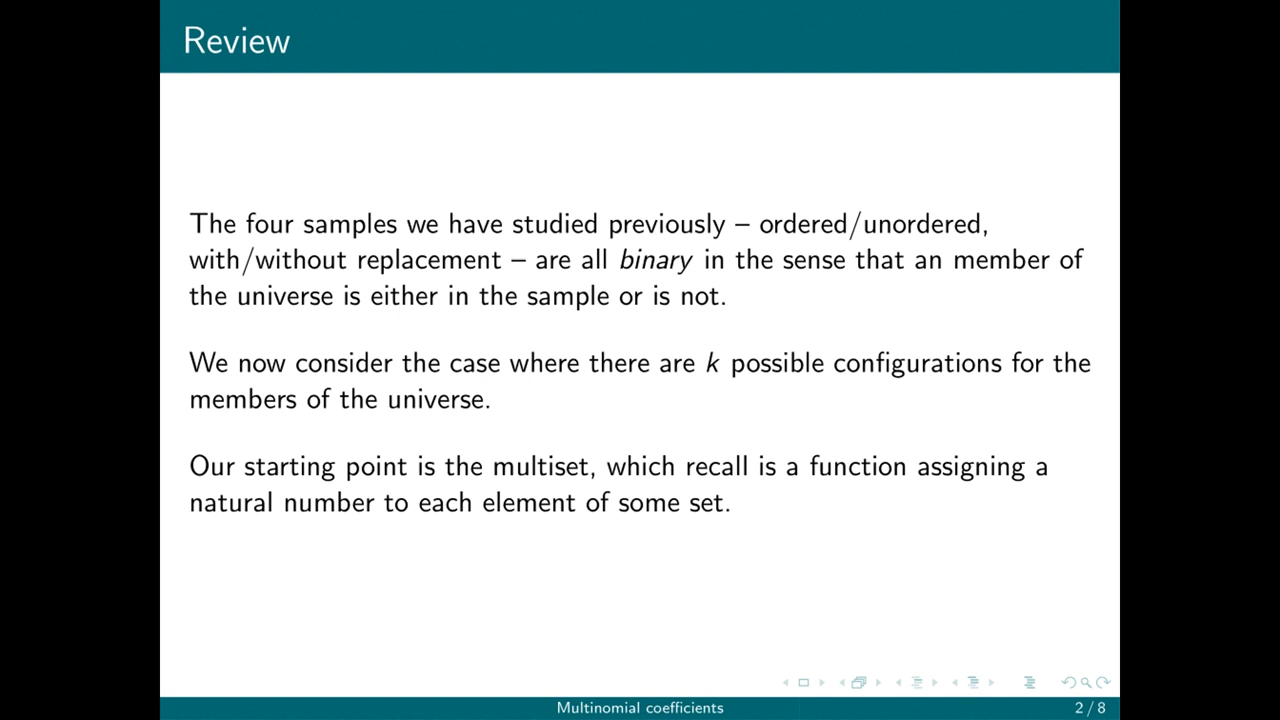 Review
The four samples we have studied previously – ordered/unordered,
with/without replacement – are all binary in the sense that an member of
the universe is either in the sample or is not.
We now consider the case where there are k possible configurations for the
members of the universe.
Our starting point is the multiset, which recall is a function assigning a
natural number to each element of some set.
Multinomial coefficients
2 / 8